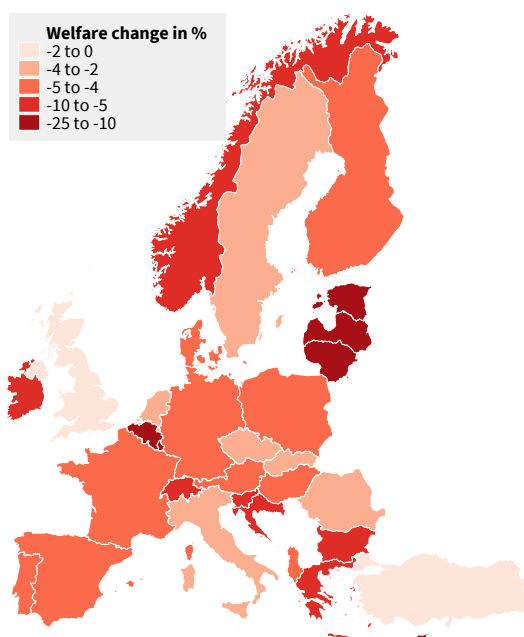 Welfare change in %
-2 to 0
-4 to -2
-5 to -4
-10 to -5
-25 to -10